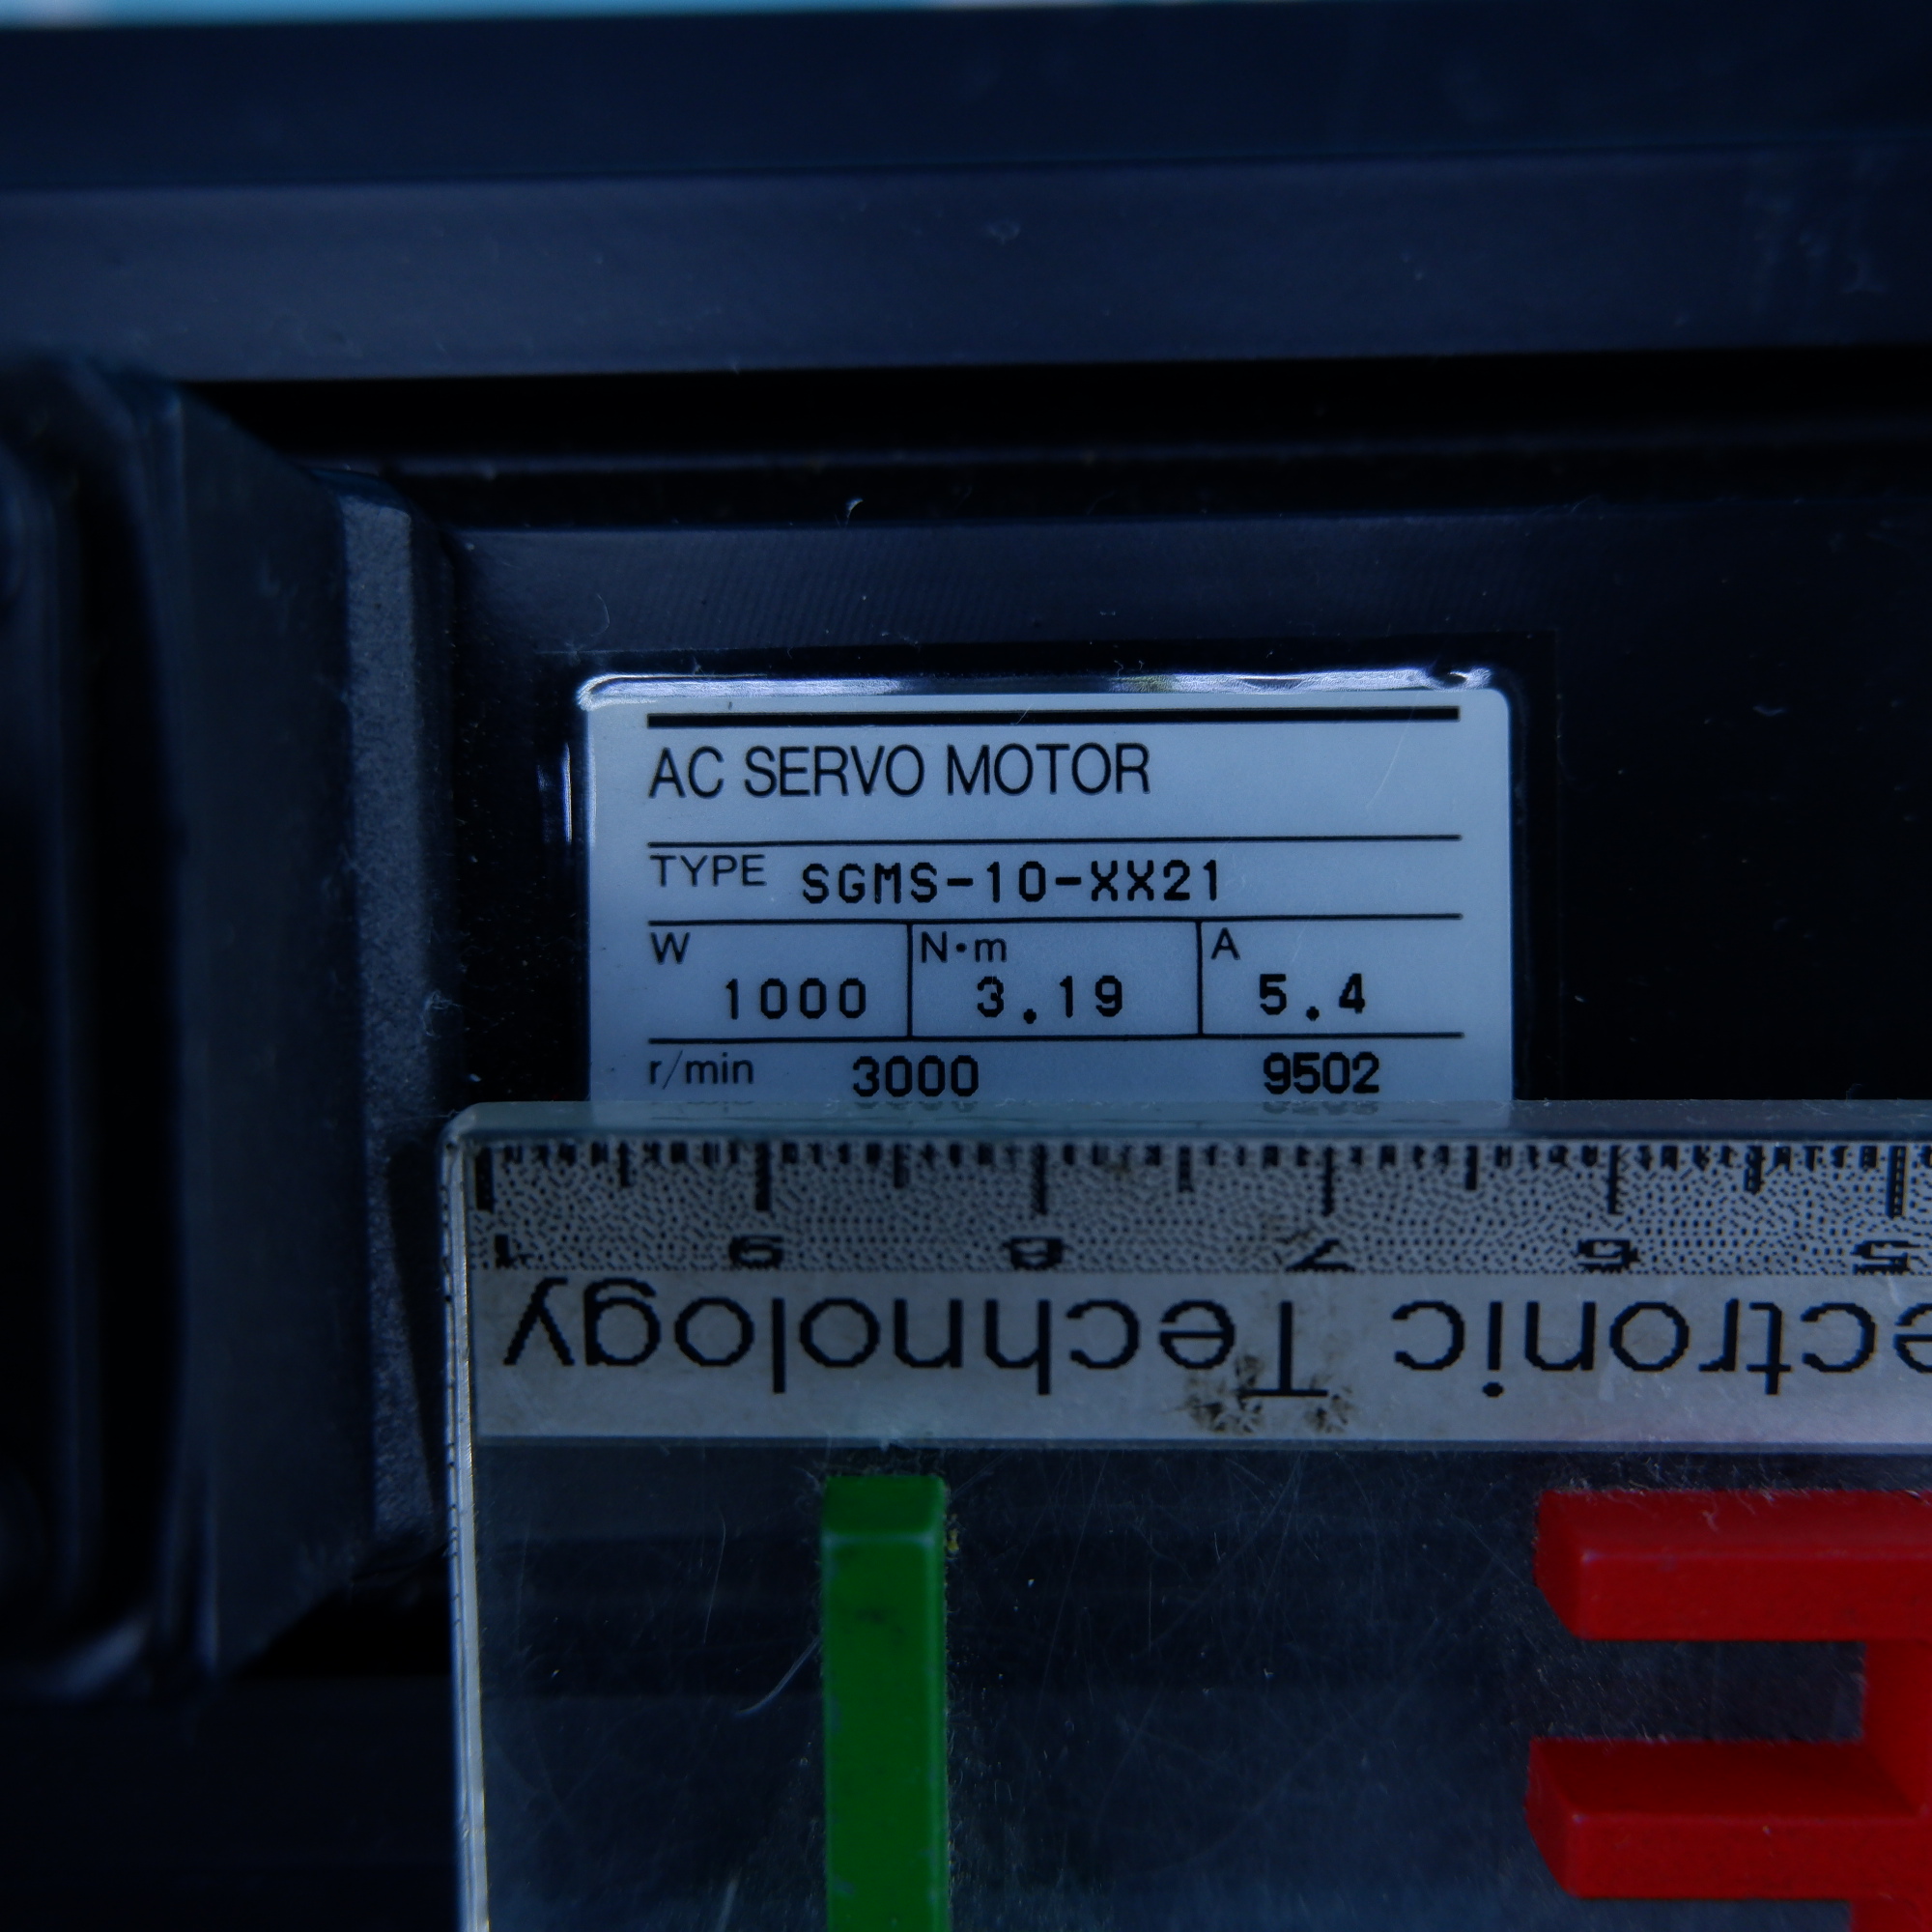 AC SERVO MOTOR
TYPE SGMS-10-XX21
W 1000 N·m 3.19 A 5.4
r/min 3000 9502
1 9 8 7 6 5
ectronic Technology